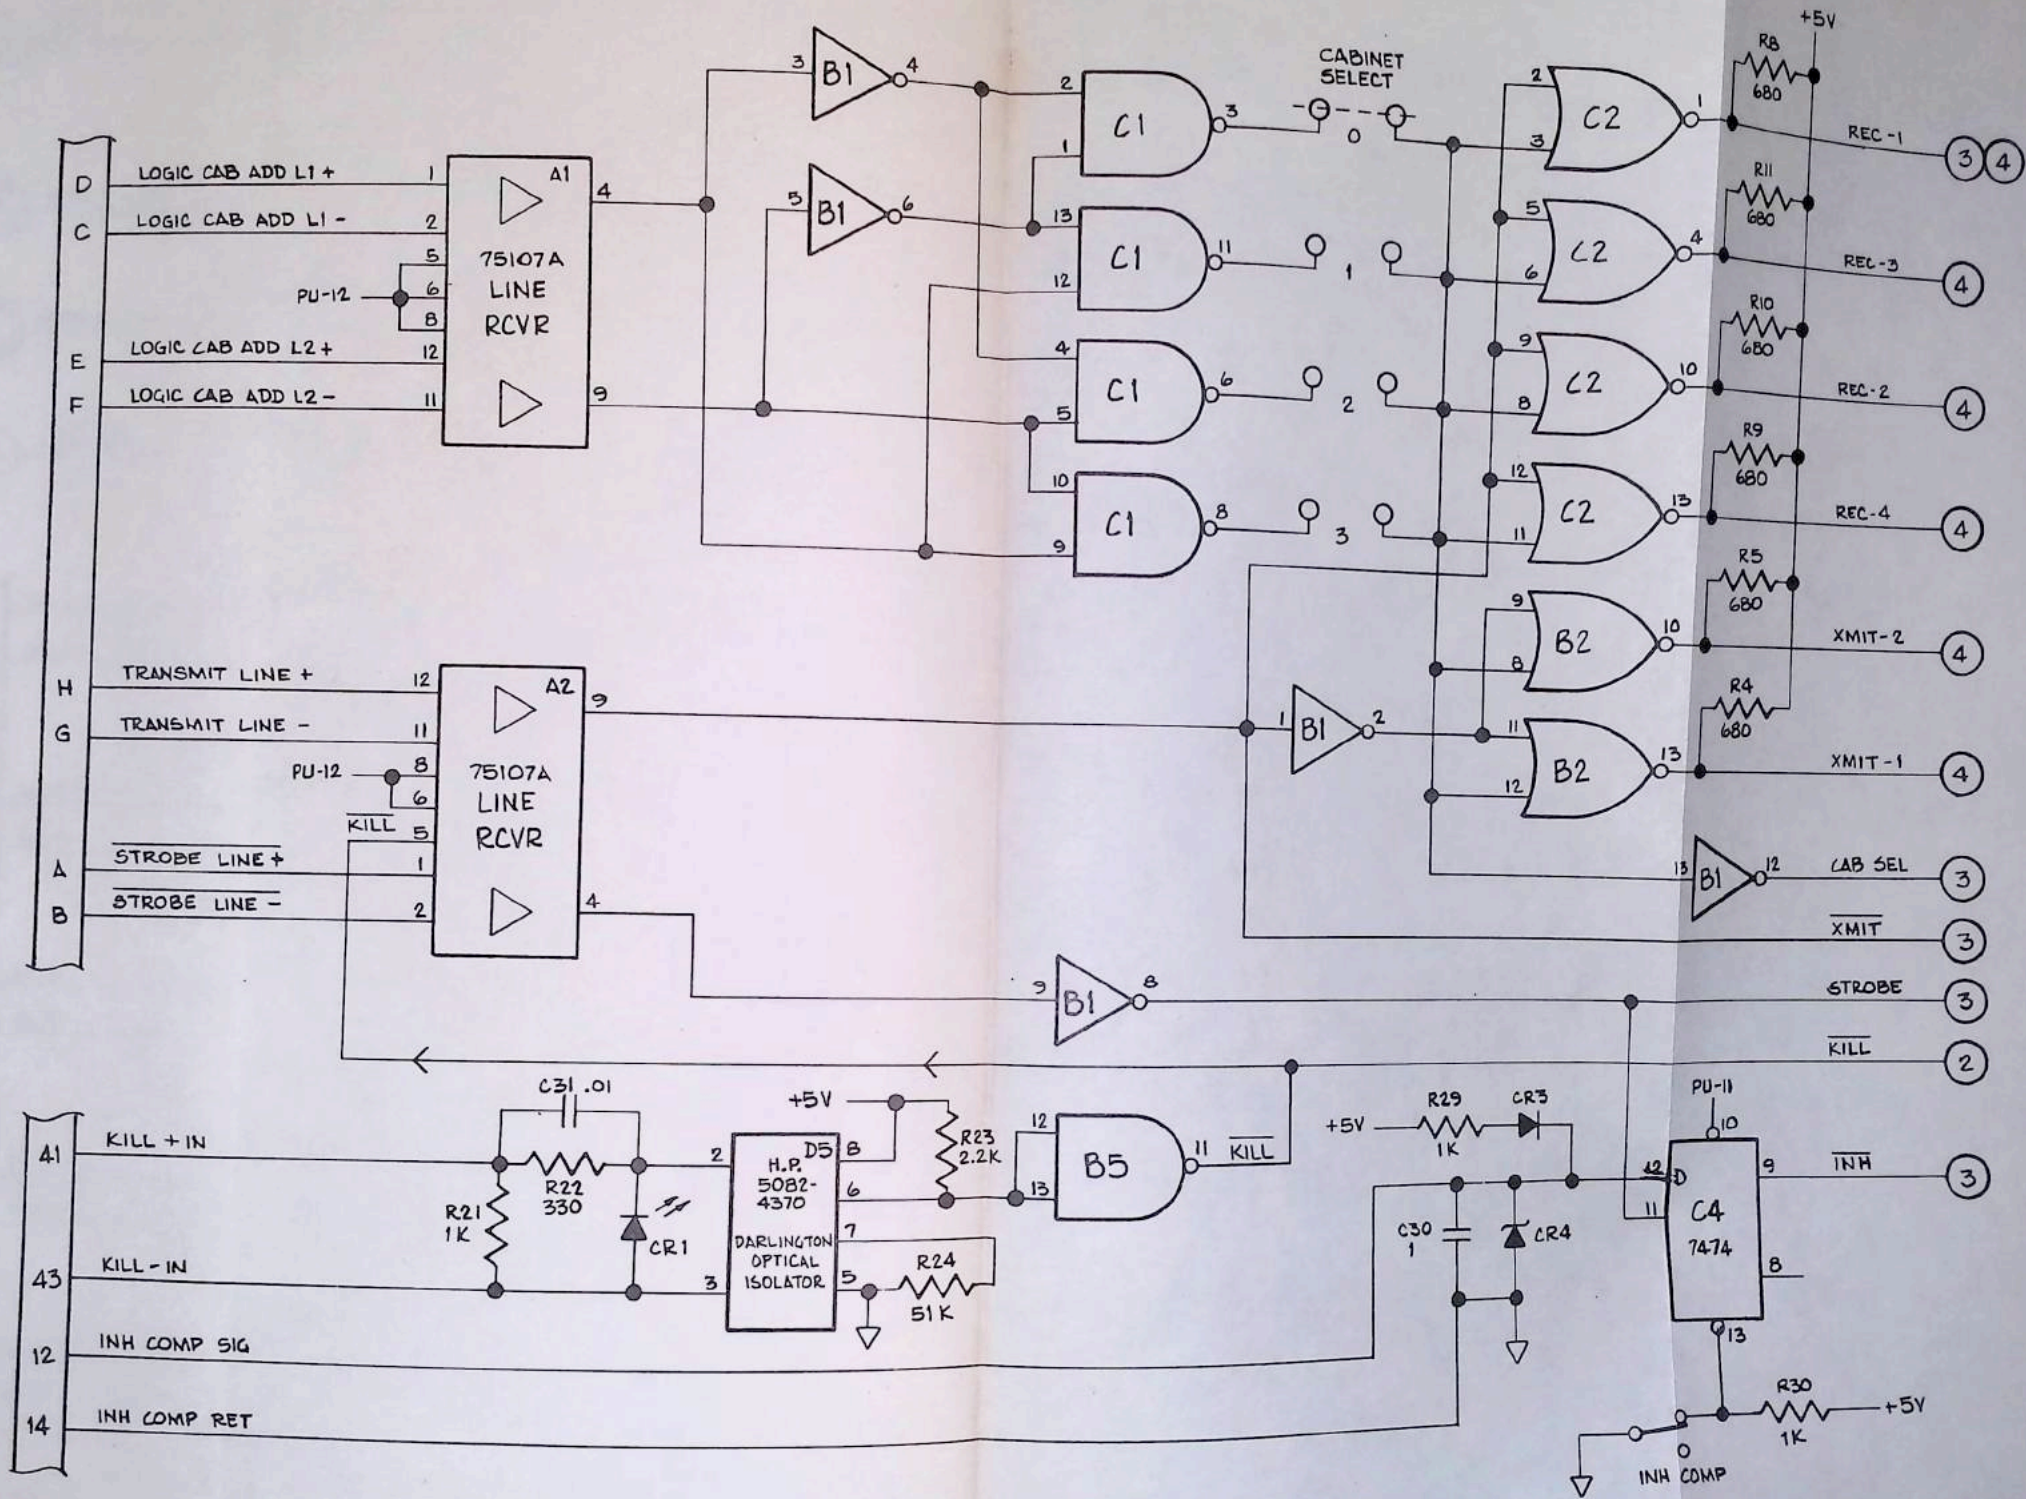 +5V
R8
680
3 B1 4
CABINET
SELECT
2
1
C1
3
0
2
3
C2
1
REC-1
3 4
D LOGIC CAB ADD L1+ 1
C LOGIC CAB ADD L1- 2
A1
4
75107A
LINE
RCVR
PU-12
5
6
8
E LOGIC CAB ADD L2+ 12
F LOGIC CAB ADD L2- 11
9
5 B1 6
13
12
C1
11
1
5
6
C2
4
R11
680
REC-3
4
4
5
C1
6
2
9
8
C2
10
R10
680
REC-2
4
10
9
C1
8
3
12
11
C2
13
R9
680
REC-4
4
9
8
B2
10
R5
680
XMIT-2
4
H TRANSMIT LINE + 12
G TRANSMIT LINE - 11
A2
9
75107A
LINE
RCVR
PU-12
8
6
KILL 5
A STROBE LINE + 1
B STROBE LINE - 2
4
1 B1 2
11
12
B2
13
R4
680
XMIT-1
4
13 B1 12
CAB SEL
3
XMIT
3
9 B1 8
STROBE
3
KILL
2
41 KILL + IN
C31 .01
R22
330
R21
1K
CR1
43 KILL - IN
2
3
D5
H.P.
5082-
4370
DARLINGTON
OPTICAL
ISOLATOR
8
6
7
5
+5V
R23
2.2K
R24
51K
12
13
B5
11
KILL
+5V
R29
1K
CR3
C30
1
CR4
PU-11
10
12 D
11
C4
7474
9
8
13
INH
3
12 INH COMP SIG
14 INH COMP RET
R30
1K
+5V
0
INH COMP